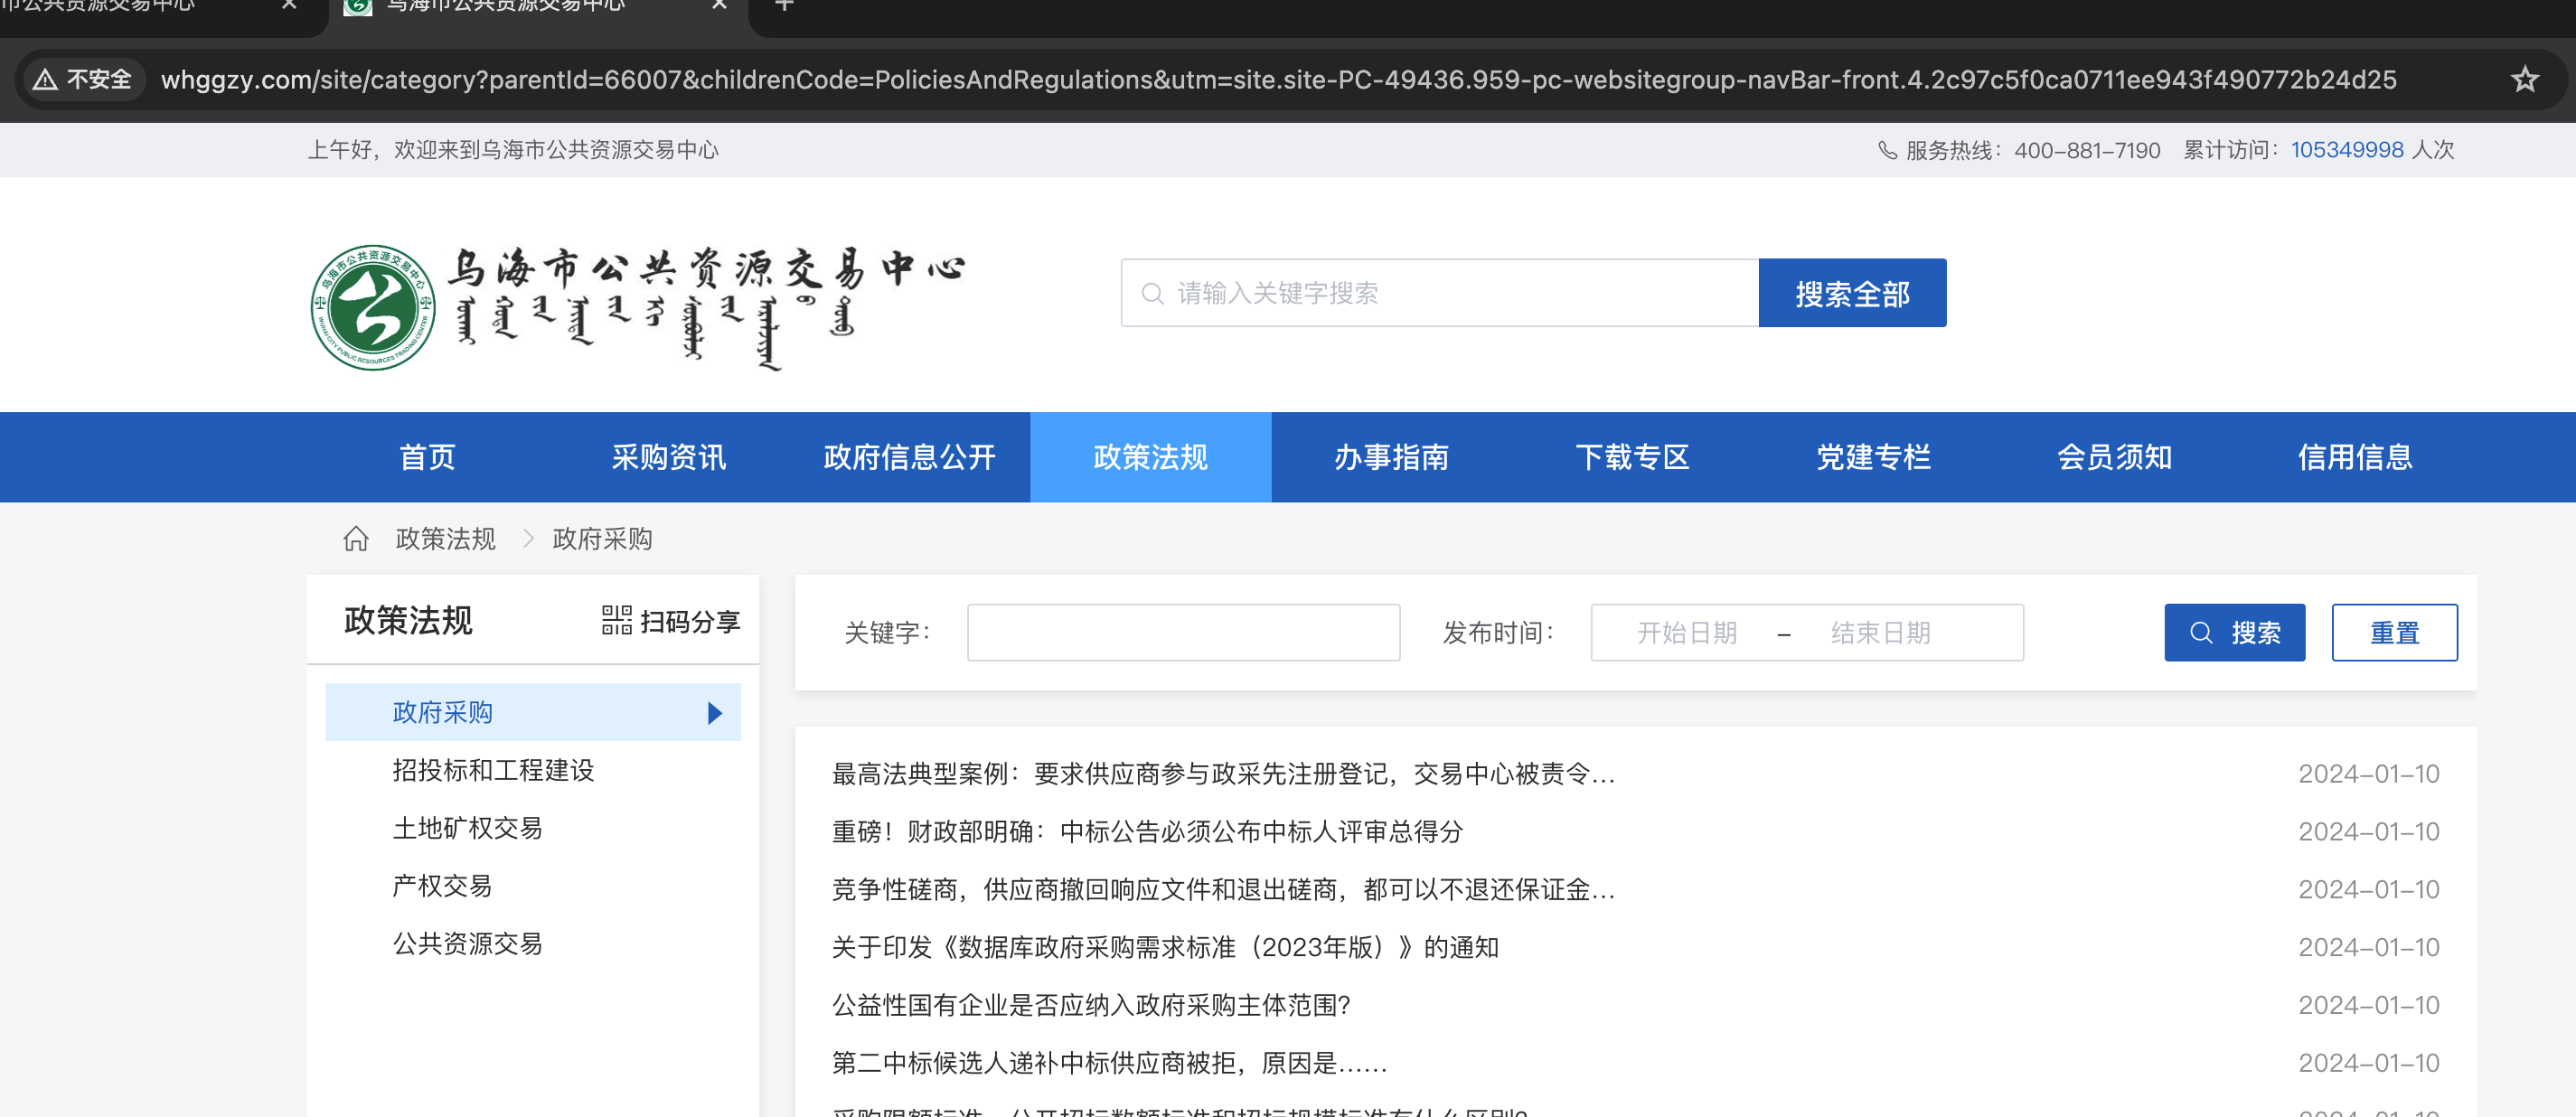 乌海市公共资源交易中心
不安全 whggzy.com/site/category?parentId=66007&childrenCode=PoliciesAndRegulations&utm=site.site-PC-49436.959-pc-websitegroup-navBar-front.4.2c97c5f0ca0711ee943f490772b24d25
上午好，欢迎来到乌海市公共资源交易中心 服务热线：400-881-7190 累计访问：105349998 人次
乌海市公共资源交易中心
请输入关键字搜索 搜索全部
首页 采购资讯 政府信息公开 政策法规 办事指南 下载专区 党建专栏 会员须知 信用信息
政策法规 > 政府采购
政策法规 扫码分享
关键字： 发布时间： 开始日期 – 结束日期 搜索 重置
政府采购
招投标和工程建设
土地矿权交易
产权交易
公共资源交易
最高法典型案例：要求供应商参与政采先注册登记，交易中心被责令... 2024-01-10
重磅！财政部明确：中标公告必须公布中标人评审总得分 2024-01-10
竞争性磋商，供应商撤回响应文件和退出磋商，都可以不退还保证金... 2024-01-10
关于印发《数据库政府采购需求标准（2023年版）》的通知 2024-01-10
公益性国有企业是否应纳入政府采购主体范围？ 2024-01-10
第二中标候选人递补中标供应商被拒，原因是…… 2024-01-10